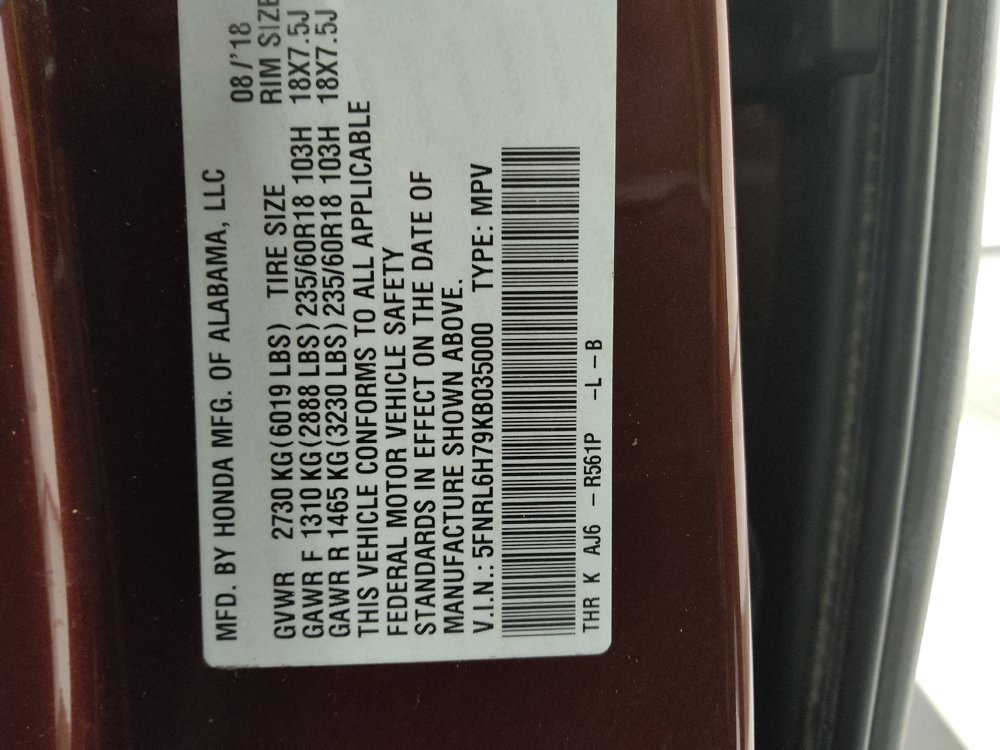 MFD. BY HONDA MFG. OF ALABAMA, LLC 08/'18
GVWR 2730 KG(6019 LBS) TIRE SIZE RIM SIZE
GAWR F 1310 KG(2888 LBS) 235/60R18 103H 18X7.5J
GAWR R 1465 KG(3230 LBS) 235/60R18 103H 18X7.5J
THIS VEHICLE CONFORMS TO ALL APPLICABLE
FEDERAL MOTOR VEHICLE SAFETY
STANDARDS IN EFFECT ON THE DATE OF
MANUFACTURE SHOWN ABOVE.
V.I.N.: 5FNRL6H79KB035000 TYPE: MPV
THR K AJ6 -R561P -L-B